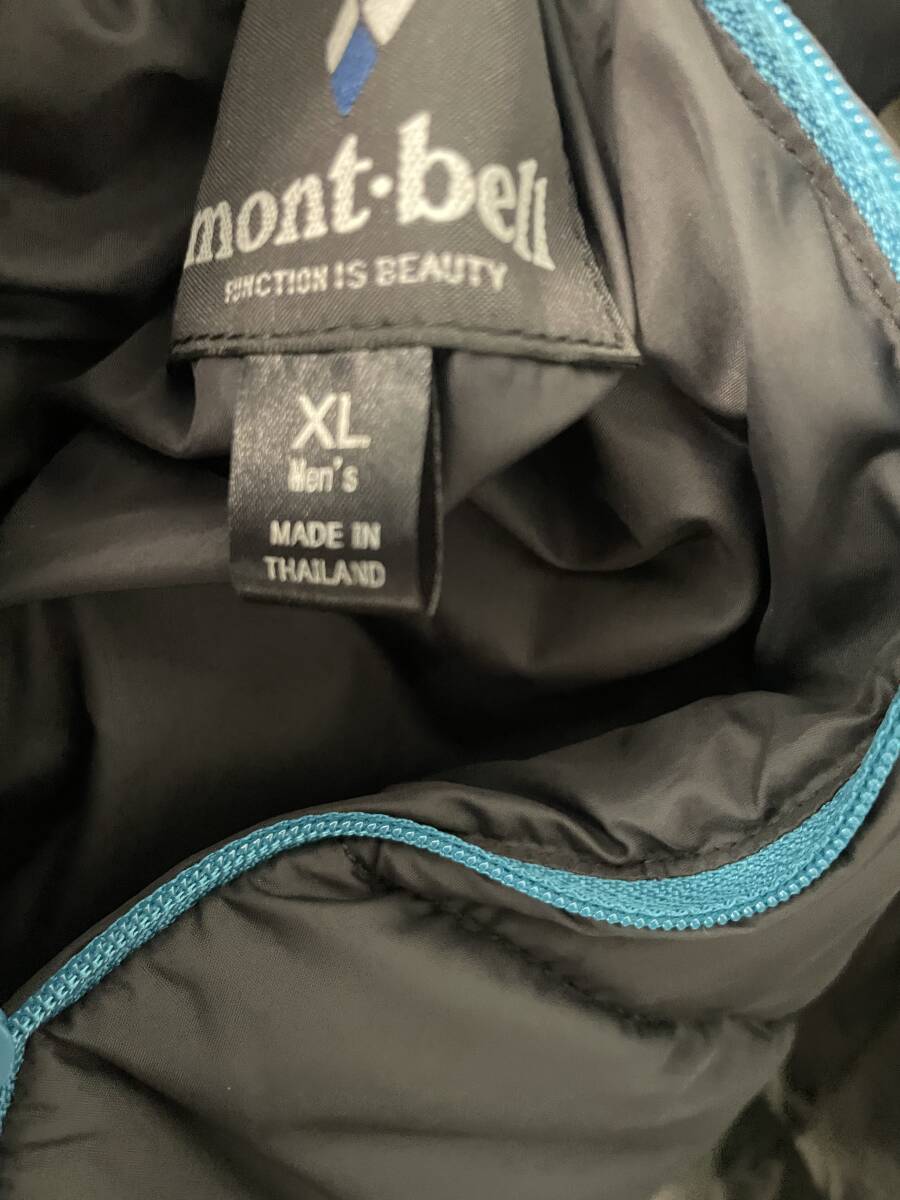 mont·bell
FUNCTION IS BEAUTY
XL
Men's
MADE IN
THAILAND